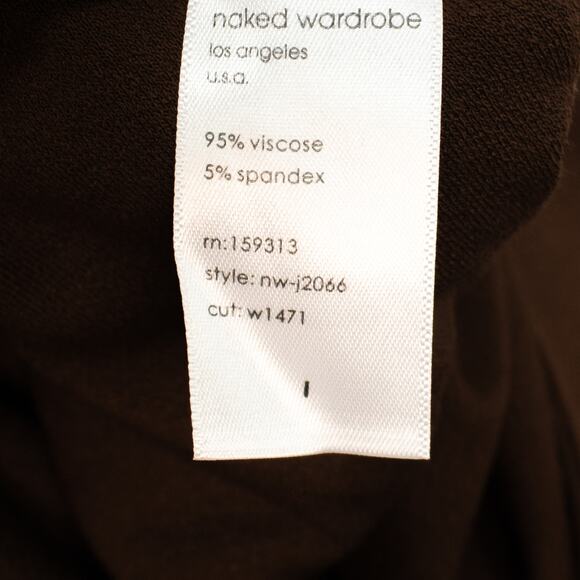 naked wardrobe
los angeles
u.s.a.
95% viscose
5% spandex
rn:159313
style: nw-j2066
cut: w1471
l